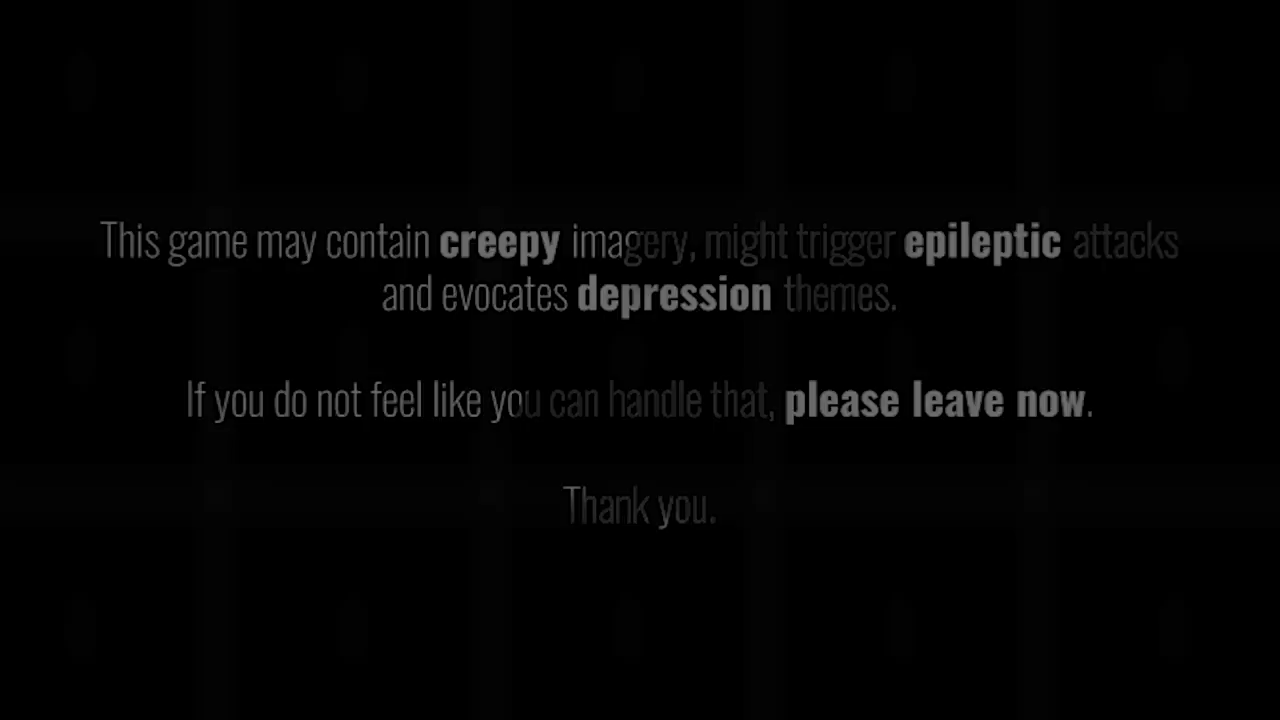 This game may contain creepy imagery, might trigger epileptic attacks
and evocates depression themes.
If you do not feel like you can handle that, please leave now.
Thank you.